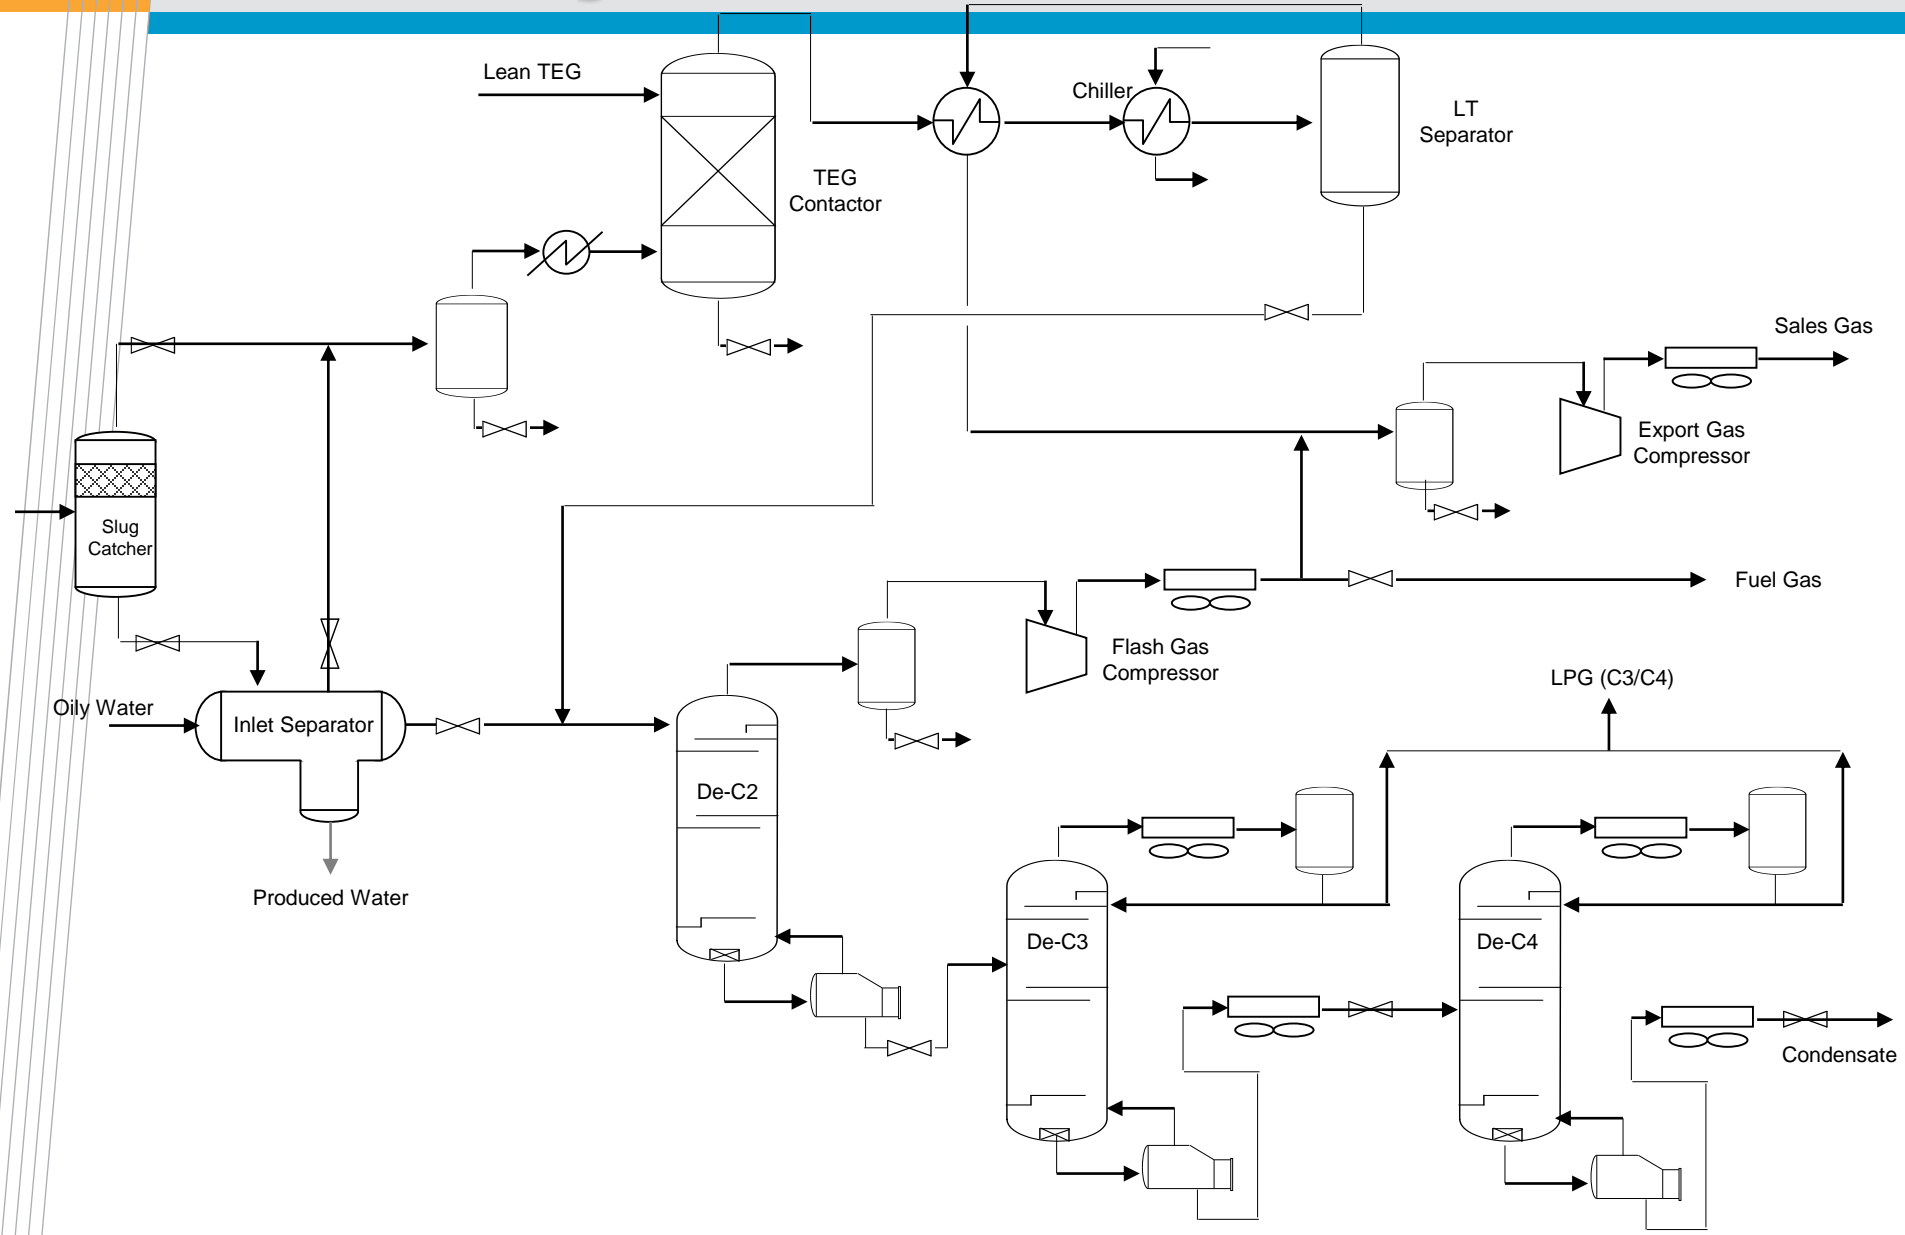 Lean TEG
Chiller
LT
Separator
TEG
Contactor
Sales Gas
Export Gas
Compressor
Slug
Catcher
Fuel Gas
Flash Gas
Compressor
LPG (C3/C4)
Oily Water
Inlet Separator
De-C2
Produced Water
De-C3
De-C4
Condensate